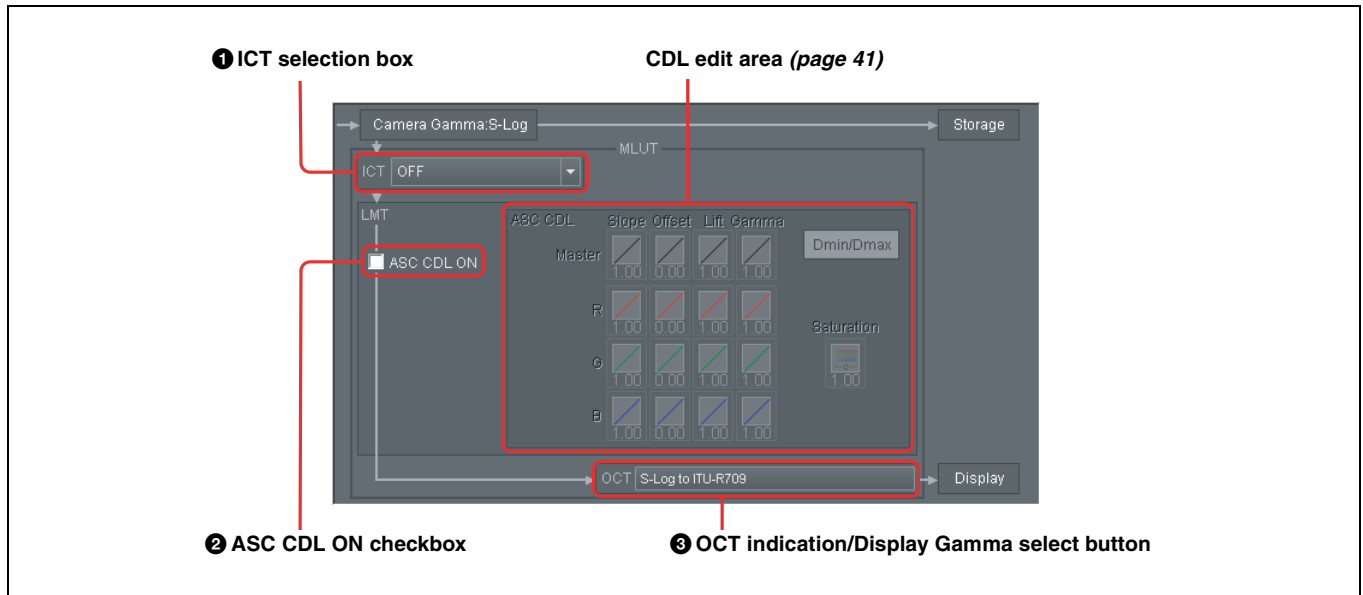 ❶ ICT selection box
CDL edit area (page 41)
Camera Gamma:S-Log
Storage
MLUT
ICT OFF
LMT
ASC CDL Slope Offset Lift Gamma
Master
Dmin/Dmax
ASC CDL ON
1.00 0.00 1.00 1.00
R
1.00 0.00 1.00 1.00
Saturation
G
1.00 0.00 1.00 1.00
1.00
B
1.00 0.00 1.00 1.00
OCT S-Log to ITU-R709
Display
❷ ASC CDL ON checkbox
❸ OCT indication/Display Gamma select button